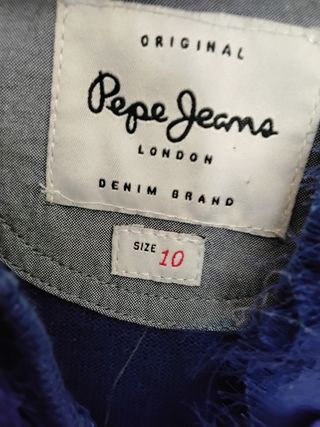 ORIGINAL
Pepe Jeans
LONDON
DENIM BRAND
SIZE 10